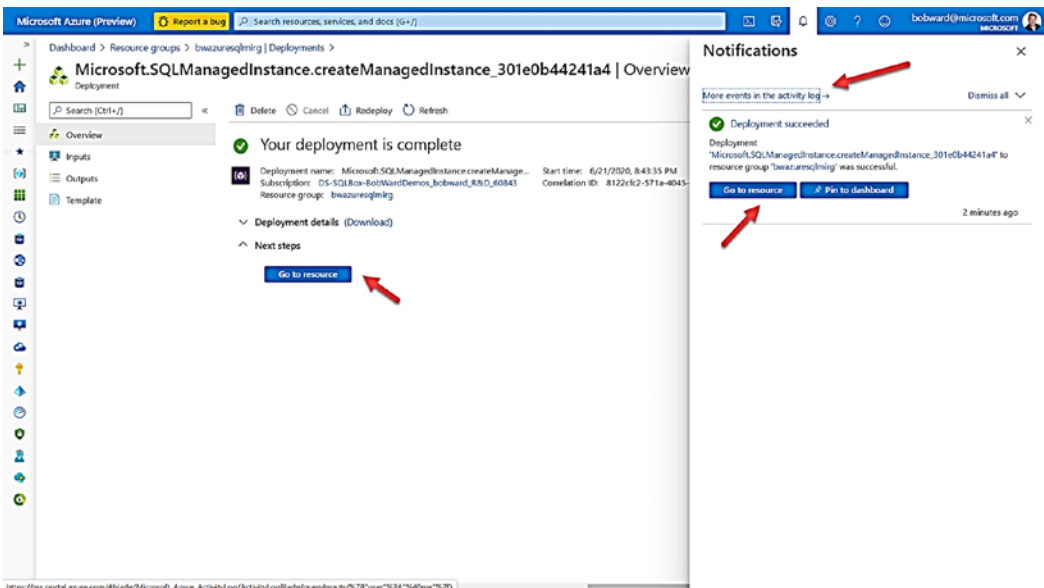 Microsoft Azure (Preview)
Report a bug
Search resources, services, and docs (G+/)
bobward@microsoft.com
MICROSOFT
Dashboard > Resource groups > bwazuresqlmirg | Deployments >
Microsoft.SQLManagedInstance.createManagedInstance_301e0b44241a4 | Overview
Deployment
Search (Ctrl+/)
Delete Cancel Redeploy Refresh
Overview
Inputs
Outputs
Template
Your deployment is complete
Deployment name: Microsoft.SQLManagedInstance.createManage...
Subscription: DS-SQLBox-BobWardDemos_bobward_R&D_60843
Resource group: bwazuresqlmirg
Start time: 6/21/2020, 8:43:35 PM
Correlation ID: 8122cfc2-571a-4045-
Deployment details (Download)
Next steps
Go to resource
Notifications
More events in the activity log →
Dismiss all
Deployment succeeded
Deployment
'Microsoft.SQLManagedInstance.createManagedInstance_301e0b44241a4' to
resource group 'bwazuresqlmirg' was successful.
Go to resource
Pin to dashboard
2 minutes ago